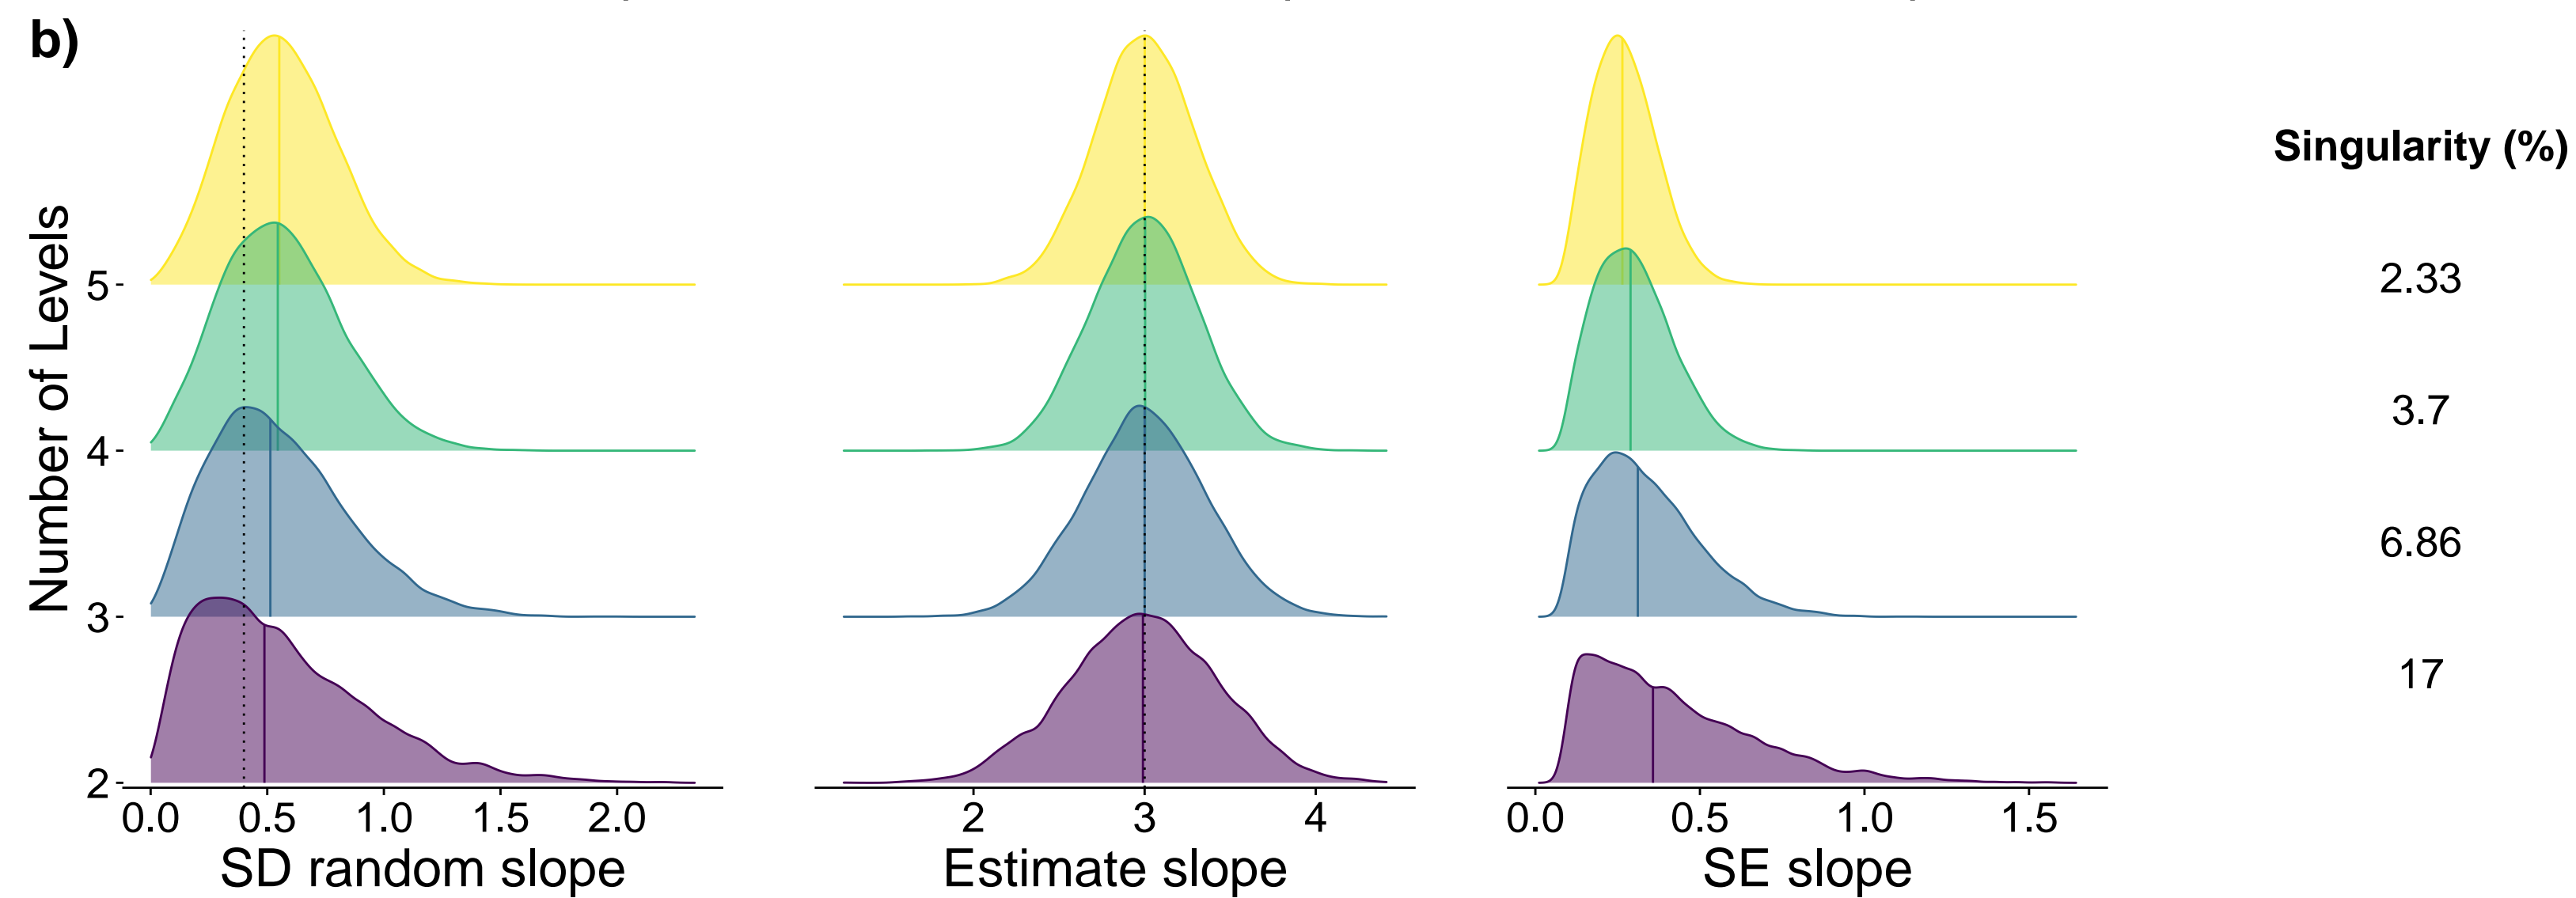 b)
Number of Levels
5
4
3
2
0.0 0.5 1.0 1.5 2.0
SD random slope
2 3 4
Estimate slope
0.0 0.5 1.0 1.5
SE slope
Singularity (%)
2.33
3.7
6.86
17